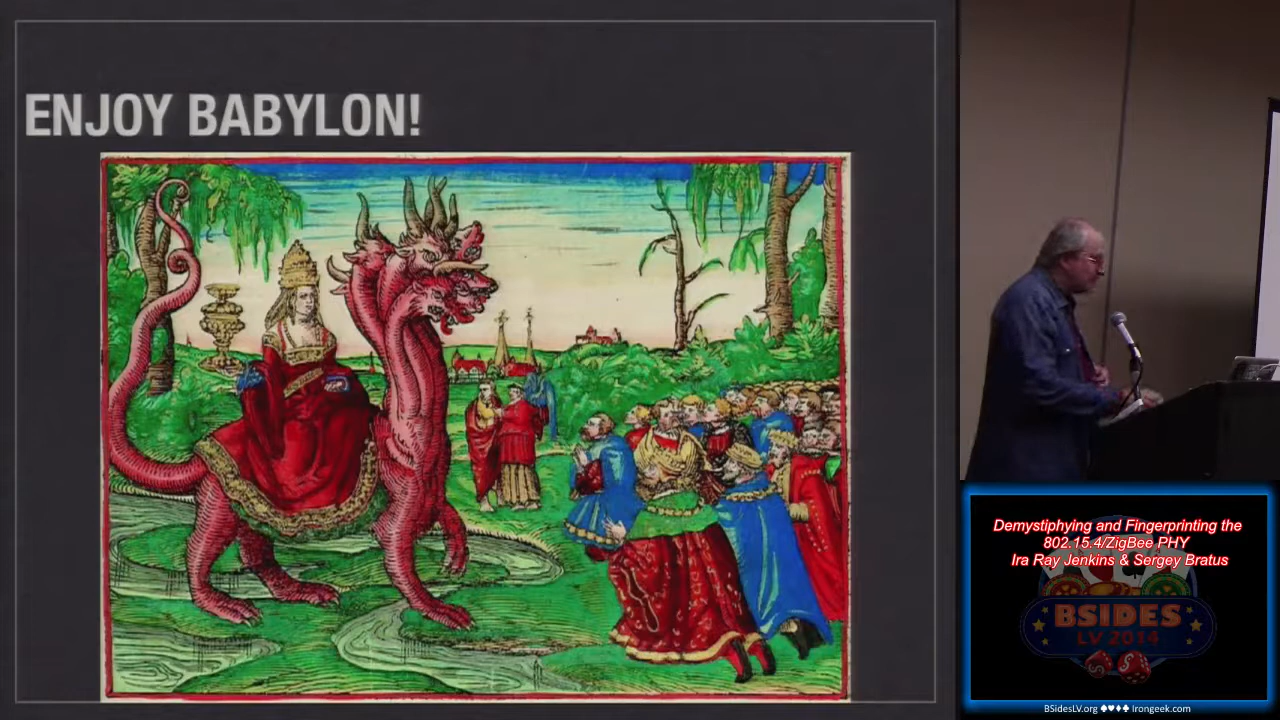 ENJOY BABYLON!
Demystiphying and Fingerprinting the
802.15.4/ZigBee PHY
Ira Ray Jenkins & Sergey Bratus
BSIDES
LV 2014
BSidesLV.org ♠♥♦♣ Irongeek.com